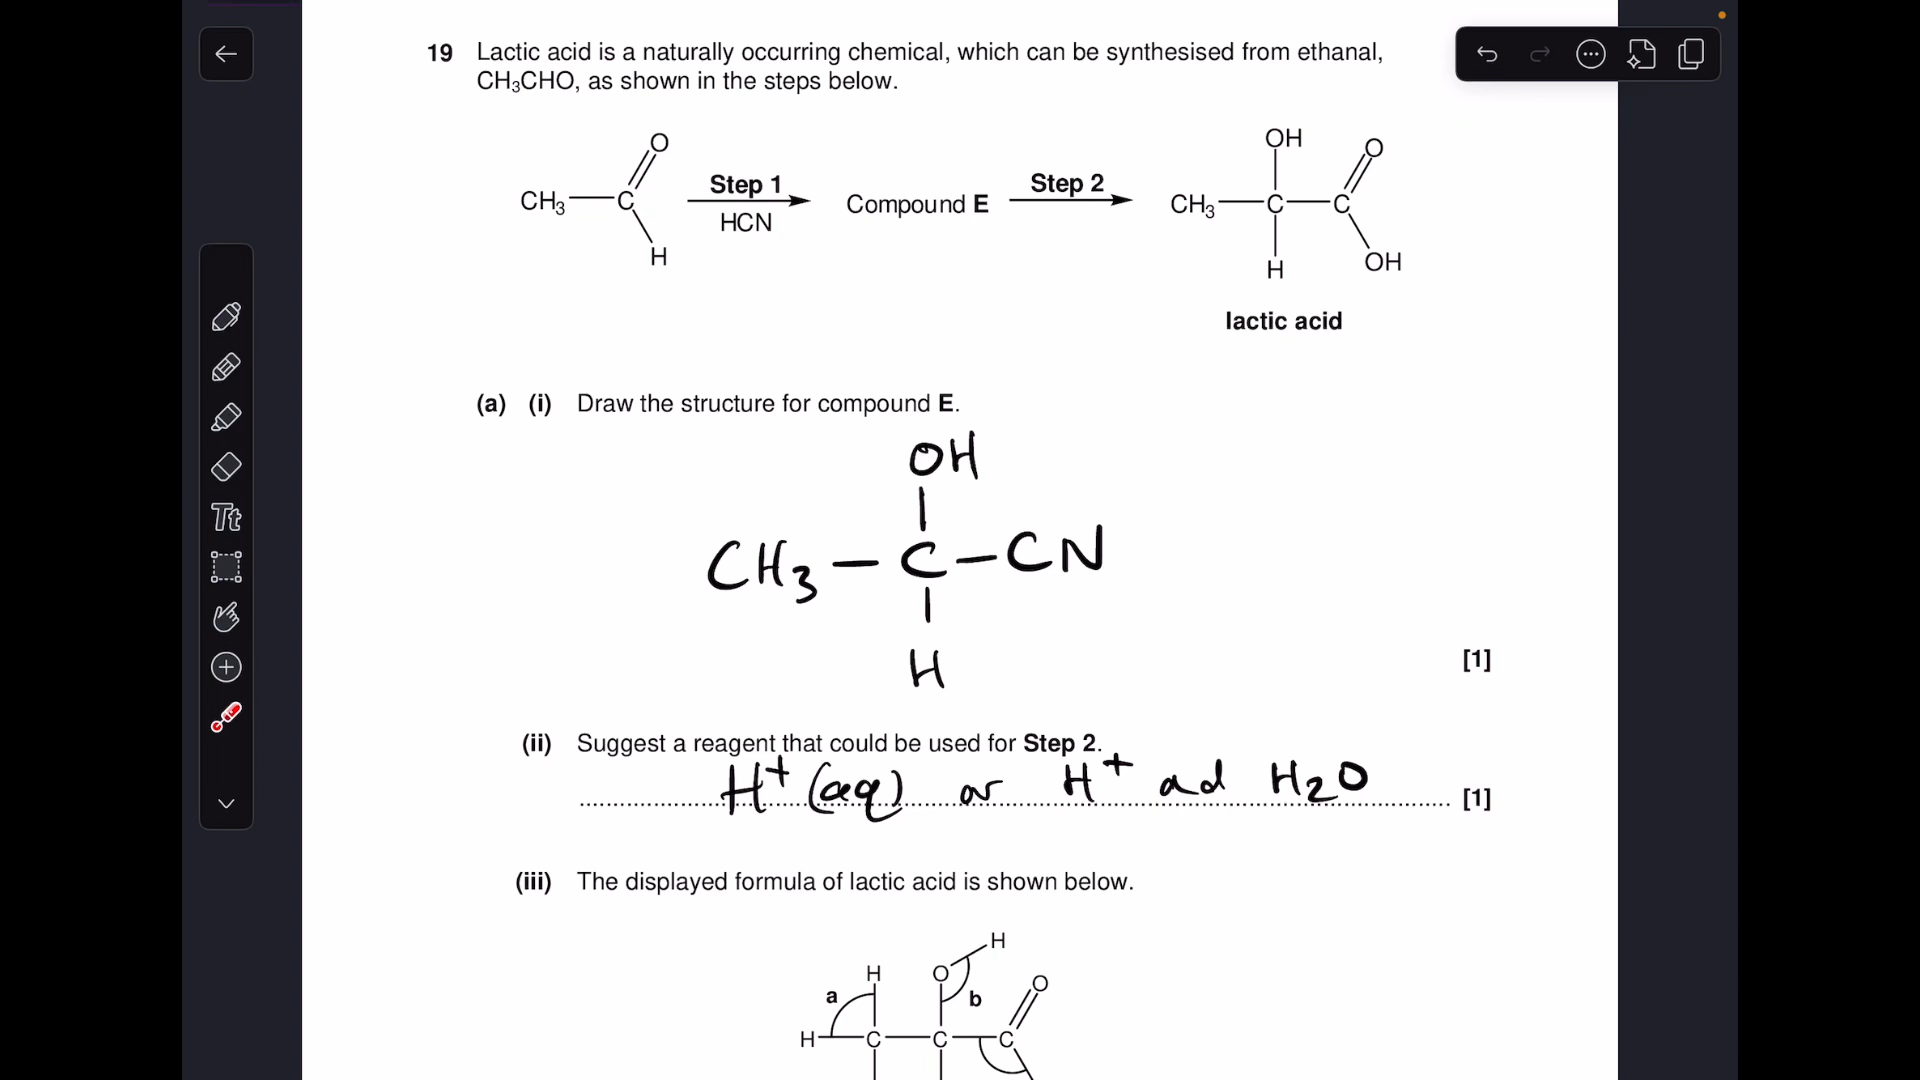 19 Lactic acid is a naturally occurring chemical, which can be synthesised from ethanal,
CH₃CHO, as shown in the steps below.
OH
O
O
Step 1
Step 2
CH₃ C
Compound E
CH₃ C C
HCN
H
H
OH
lactic acid
(a) (i) Draw the structure for compound E.
OH
CH₃ – C – CN
H
[1]
(ii) Suggest a reagent that could be used for Step 2.
H⁺ (aq) or H⁺ ad H₂O [1]
(iii) The displayed formula of lactic acid is shown below.
H
H O
O
a b
H C C C
Tt